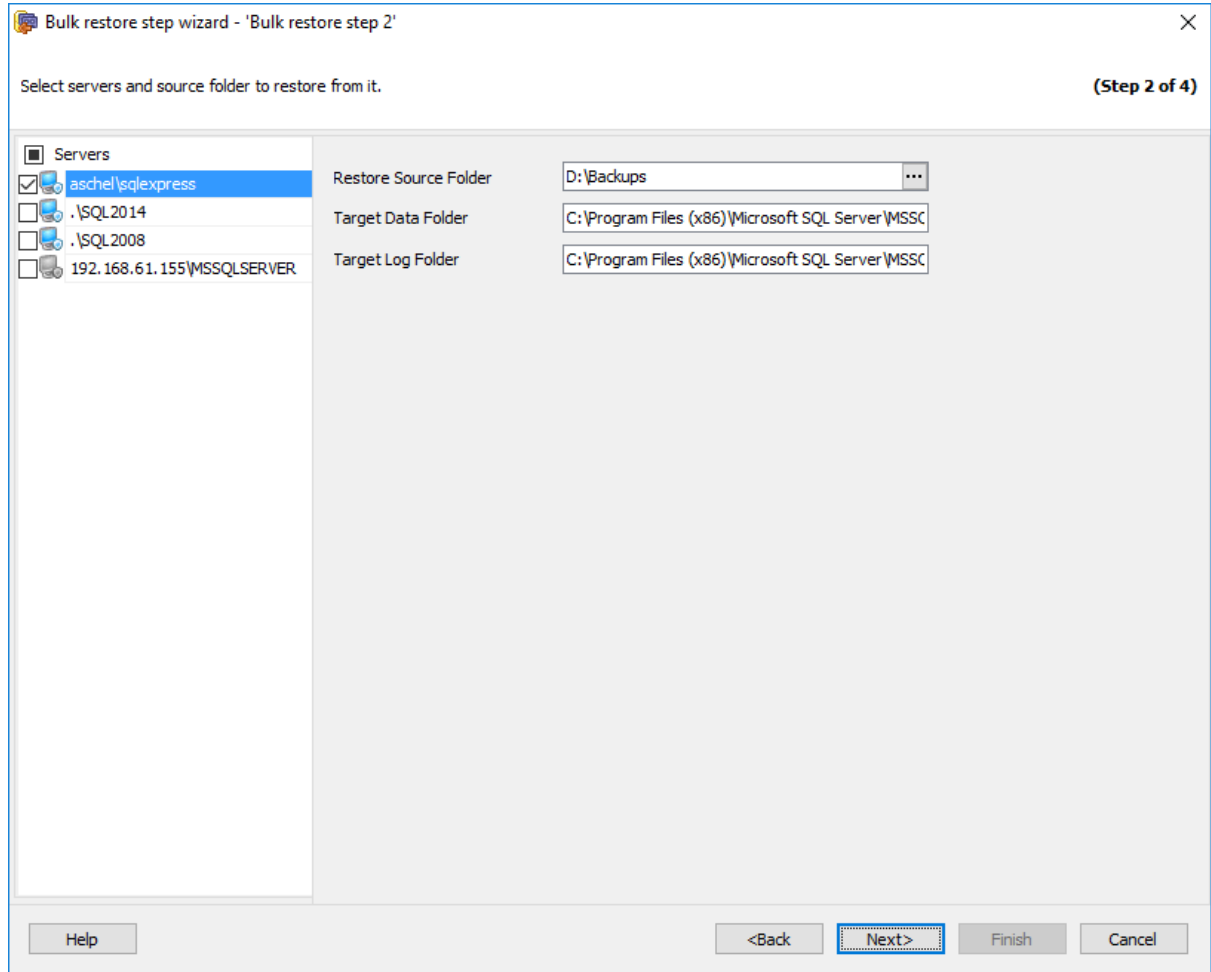 Bulk restore step wizard - 'Bulk restore step 2'
Select servers and source folder to restore from it.
(Step 2 of 4)
Servers
aschel\sqlexpress
.\SQL2014
.\SQL2008
192.168.61.155\MSSQLSERVER
Restore Source Folder
D:\Backups
...
Target Data Folder
C:\Program Files (x86)\Microsoft SQL Server\MSSC
Target Log Folder
C:\Program Files (x86)\Microsoft SQL Server\MSSC
Help
<Back
Next>
Finish
Cancel